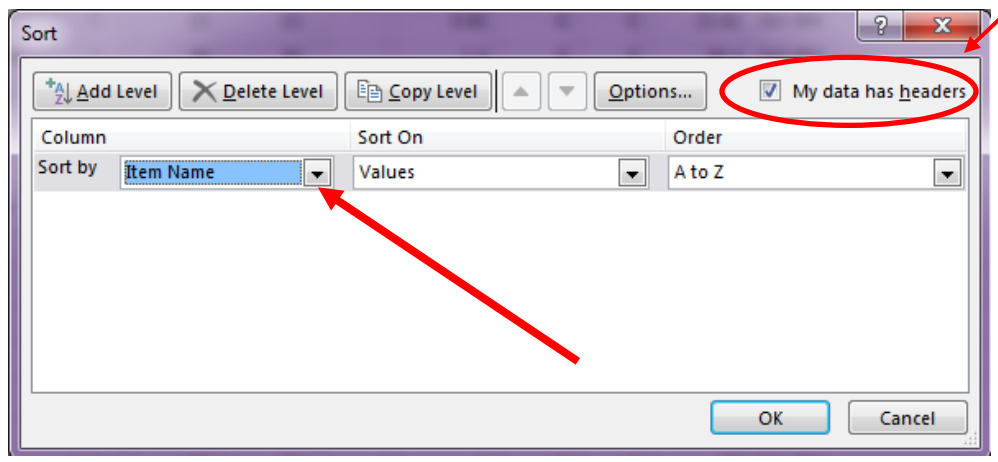 Sort
Add Level Delete Level Copy Level Options... My data has headers
Column Sort On Order
Sort by Item Name Values A to Z
OK Cancel